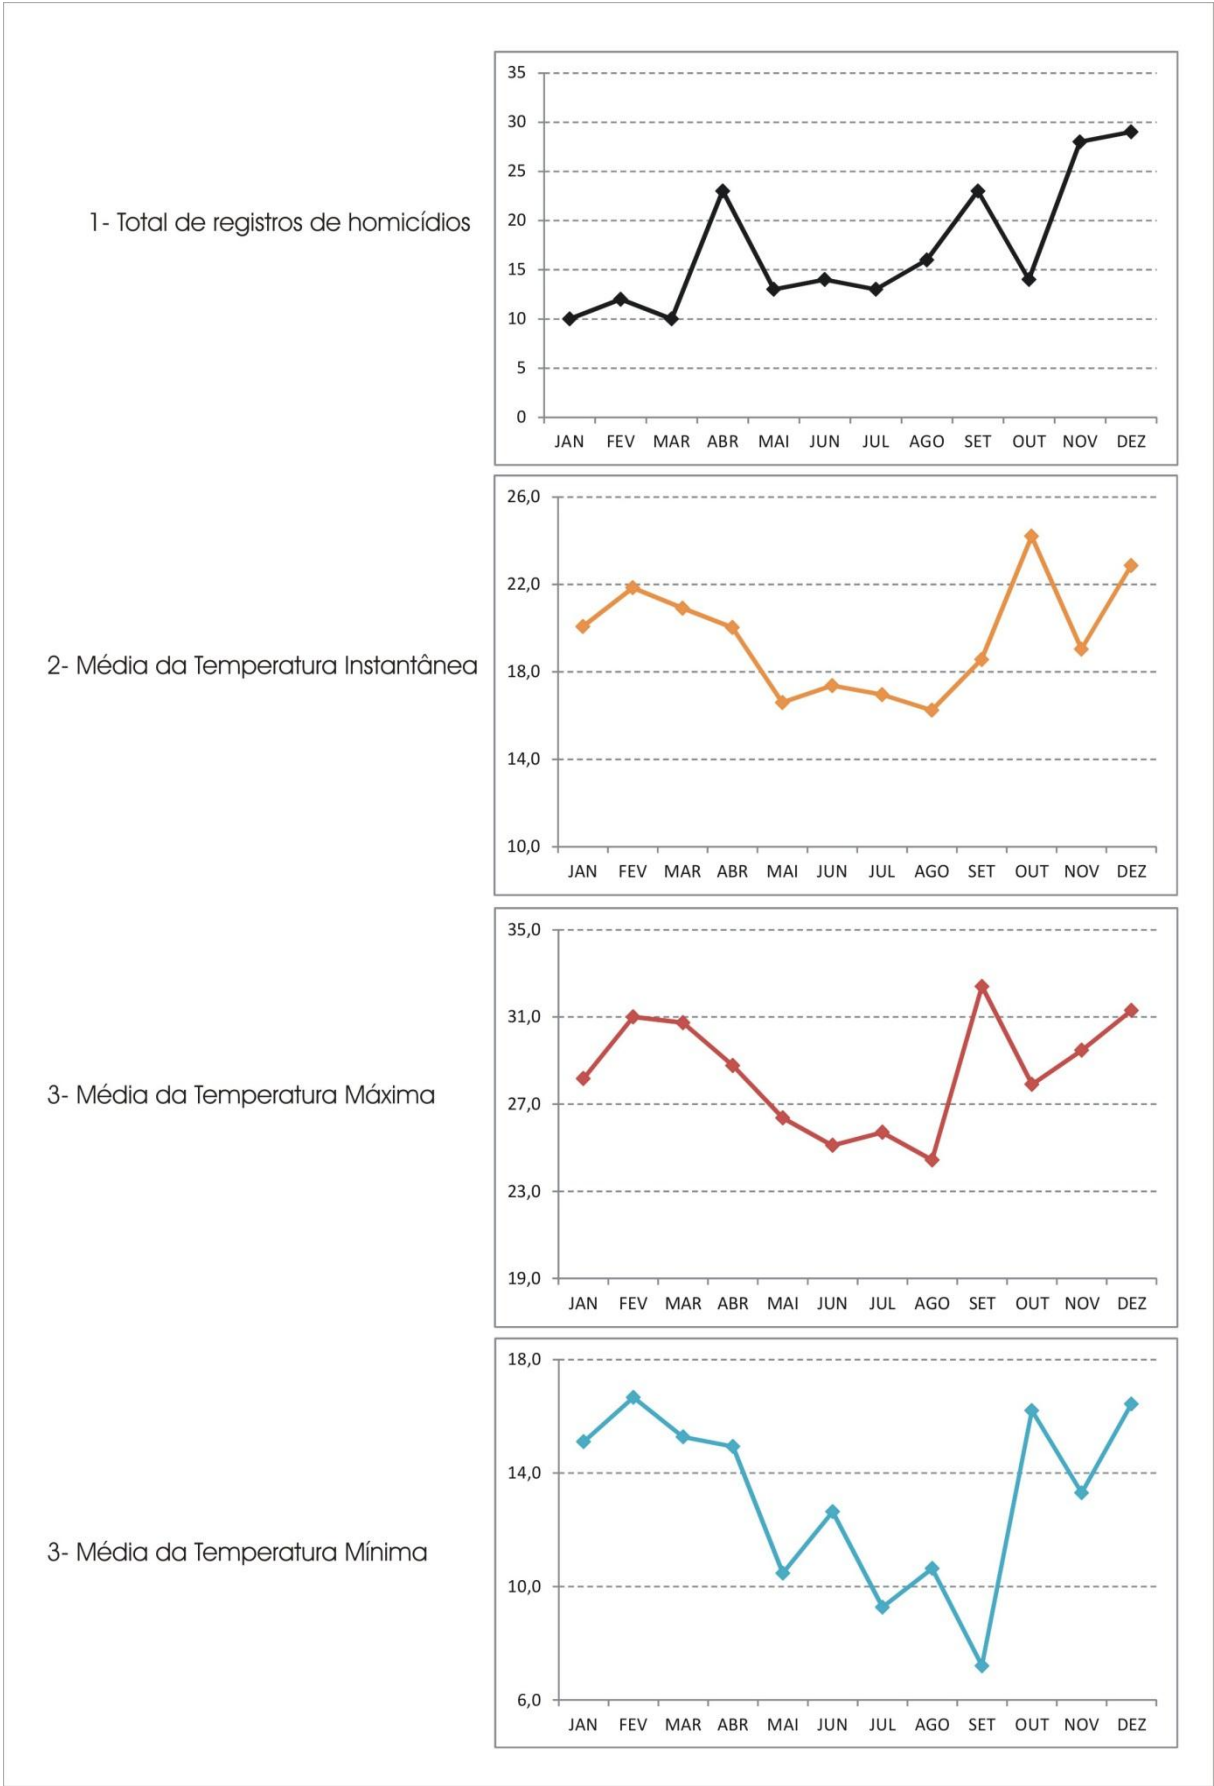 1- Total de registros de homicídios
35
30
25
20
15
10
5
0
JAN FEV MAR ABR MAI JUN JUL AGO SET OUT NOV DEZ
2- Média da Temperatura Instantânea
26,0
22,0
18,0
14,0
10,0
JAN FEV MAR ABR MAI JUN JUL AGO SET OUT NOV DEZ
3- Média da Temperatura Máxima
35,0
31,0
27,0
23,0
19,0
JAN FEV MAR ABR MAI JUN JUL AGO SET OUT NOV DEZ
3- Média da Temperatura Mínima
18,0
14,0
10,0
6,0
JAN FEV MAR ABR MAI JUN JUL AGO SET OUT NOV DEZ